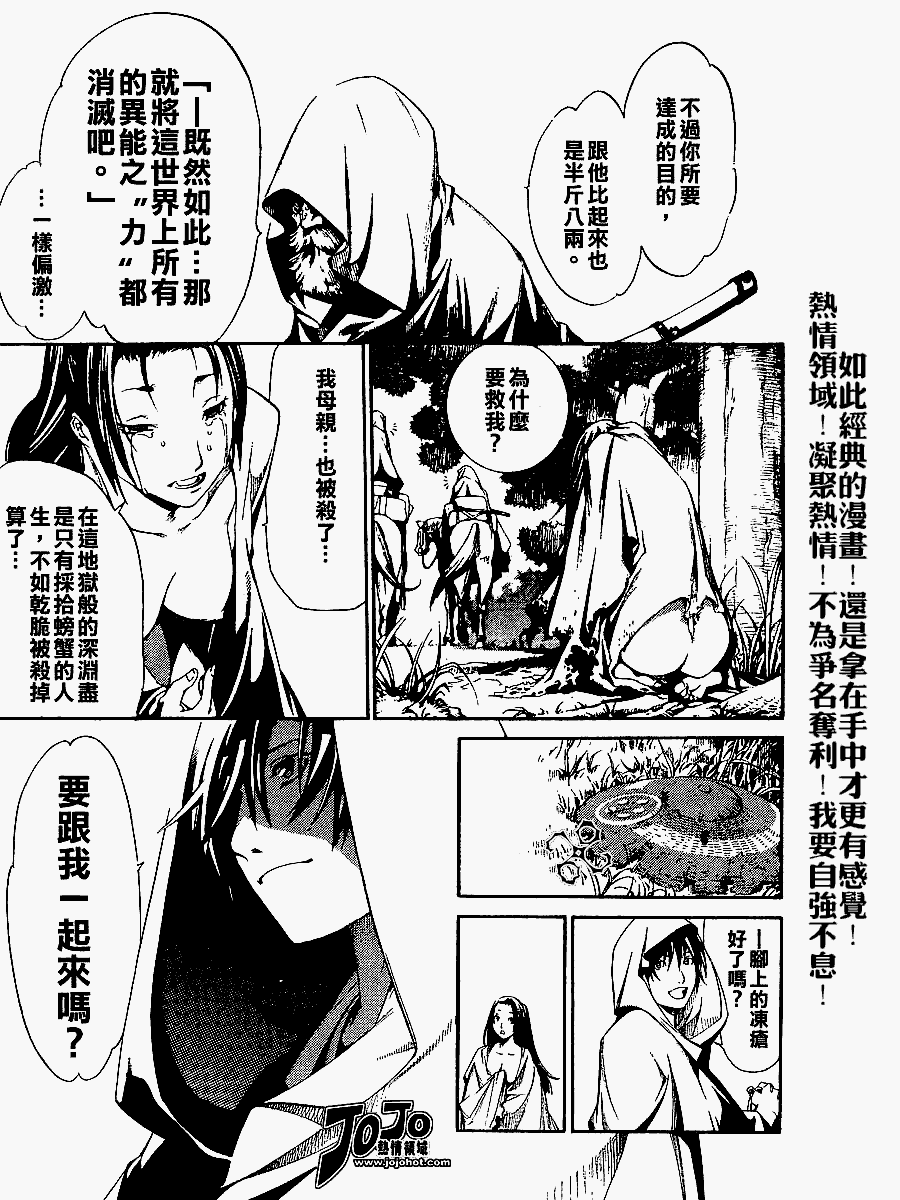 不過你所要
達成的目的，
跟他比起來也
是半斤八兩。
「—既然如此…那
就將這世界上所有
的異能之〝力〝都
消滅吧。」
…一樣偏激…
為什麼
要救我？
我母親…也被殺了…
在這地獄般的深淵盡
是只有採拾螃蟹的人
生，不如乾脆被殺掉
算了…
—腳上的凍瘡
好了嗎？
要跟我一起來嗎？
如此經典的漫畫！還是拿在手中才更有感覺！
熱情領域！凝聚熱情！不為爭名奪利！我要自強不息！
JOJO
熱情領域
www.jojohot.com